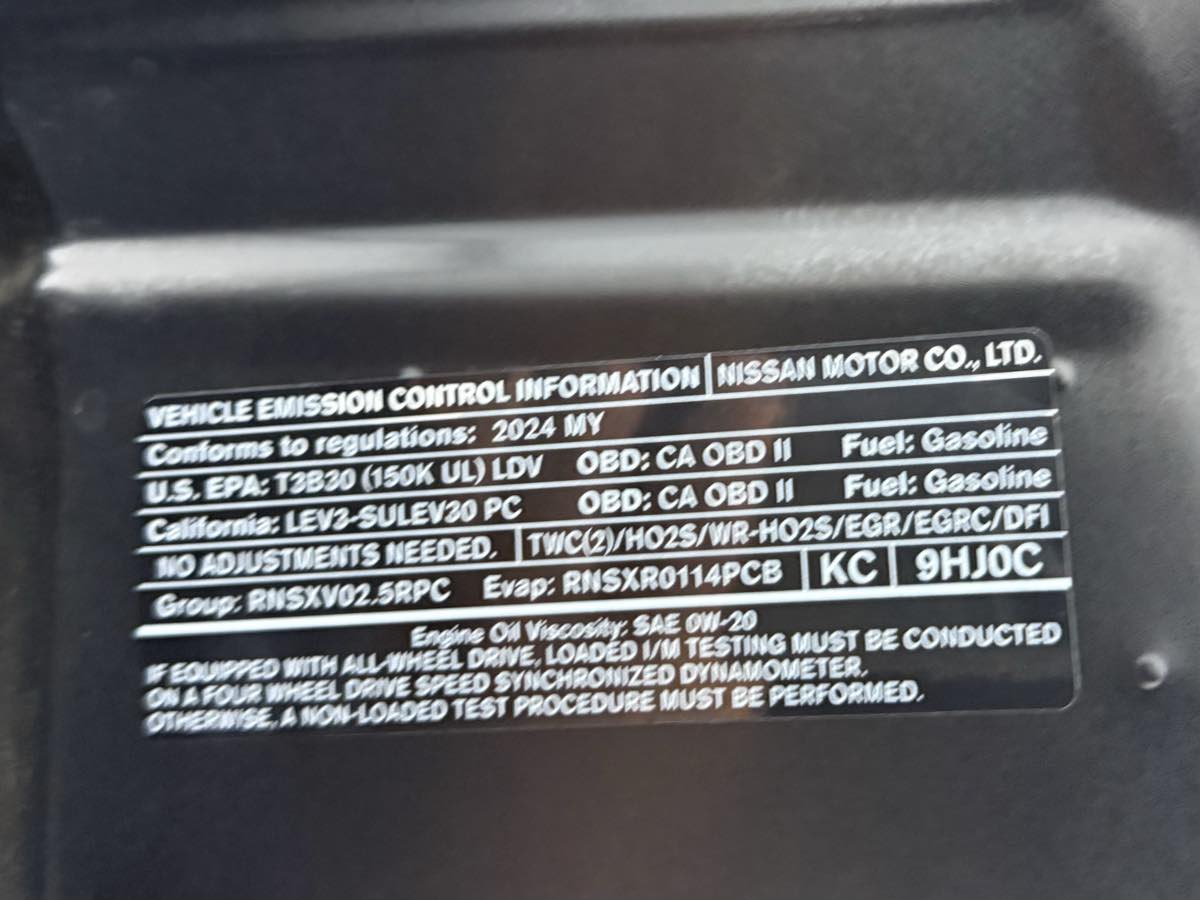 VEHICLE EMISSION CONTROL INFORMATION NISSAN MOTOR CO., LTD.
Conforms to regulations: 2024 MY
U.S. EPA: T3B30 (150K UL) LDV OBD: CA OBD II Fuel: Gasoline
California: LEV3-SULEV30 PC OBD: CA OBD II Fuel: Gasoline
NO ADJUSTMENTS NEEDED. TWC(2)/HO2S/WR-HO2S/EGR/EGRC/DFI
Group: RNSXV02.5RPC Evap: RNSXR0114PCB KC 9HJ0C
Engine Oil Viscosity: SAE 0W-20
IF EQUIPPED WITH ALL-WHEEL DRIVE, LOADED I/M TESTING MUST BE CONDUCTED
ON A FOUR WHEEL DRIVE SPEED SYNCHRONIZED DYNAMOMETER.
OTHERWISE, A NON-LOADED TEST PROCEDURE MUST BE PERFORMED.